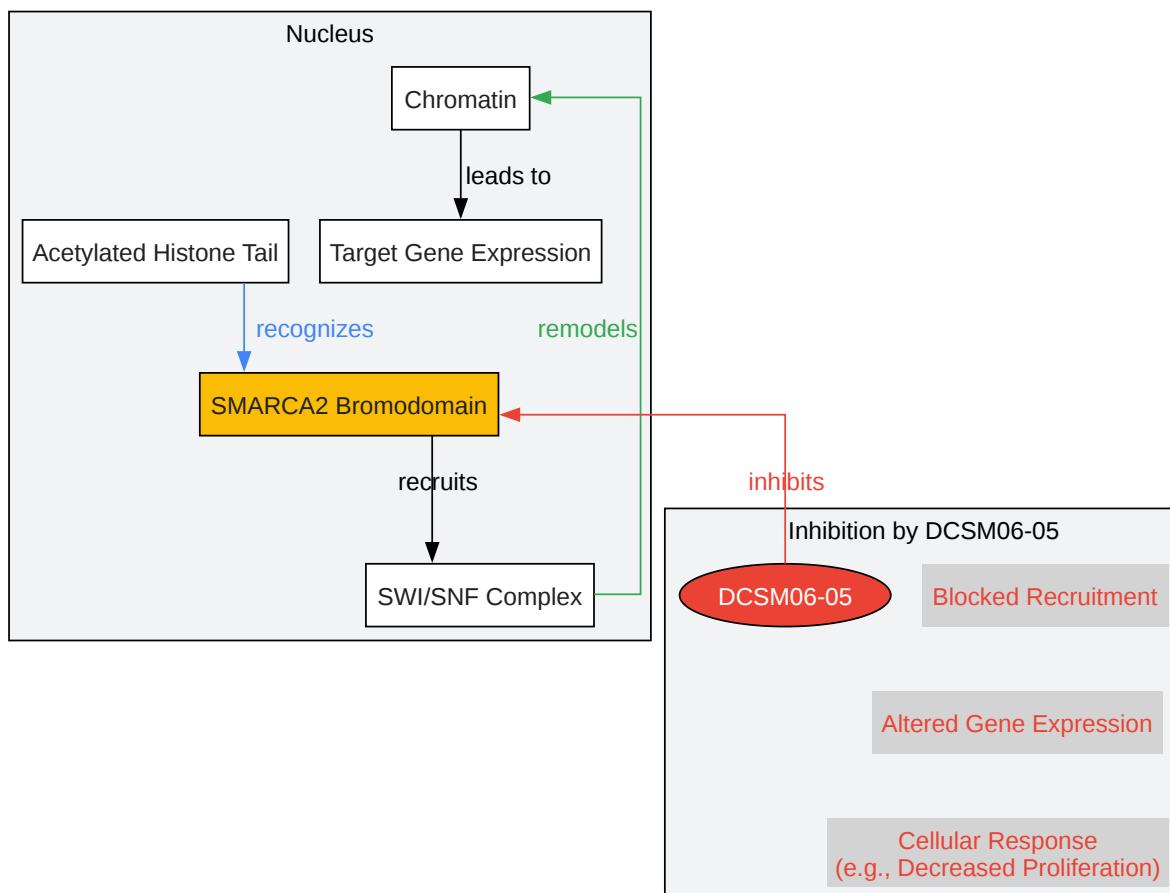 Nucleus
Chromatin
leads to
Acetylated Histone Tail
Target Gene Expression
recognizes
remodels
SMARCA2 Bromodomain
recruits
inhibits
Inhibition by DCSM06-05
SWI/SNF Complex
DCSM06-05
Blocked Recruitment
Altered Gene Expression
Cellular Response
(e.g., Decreased Proliferation)